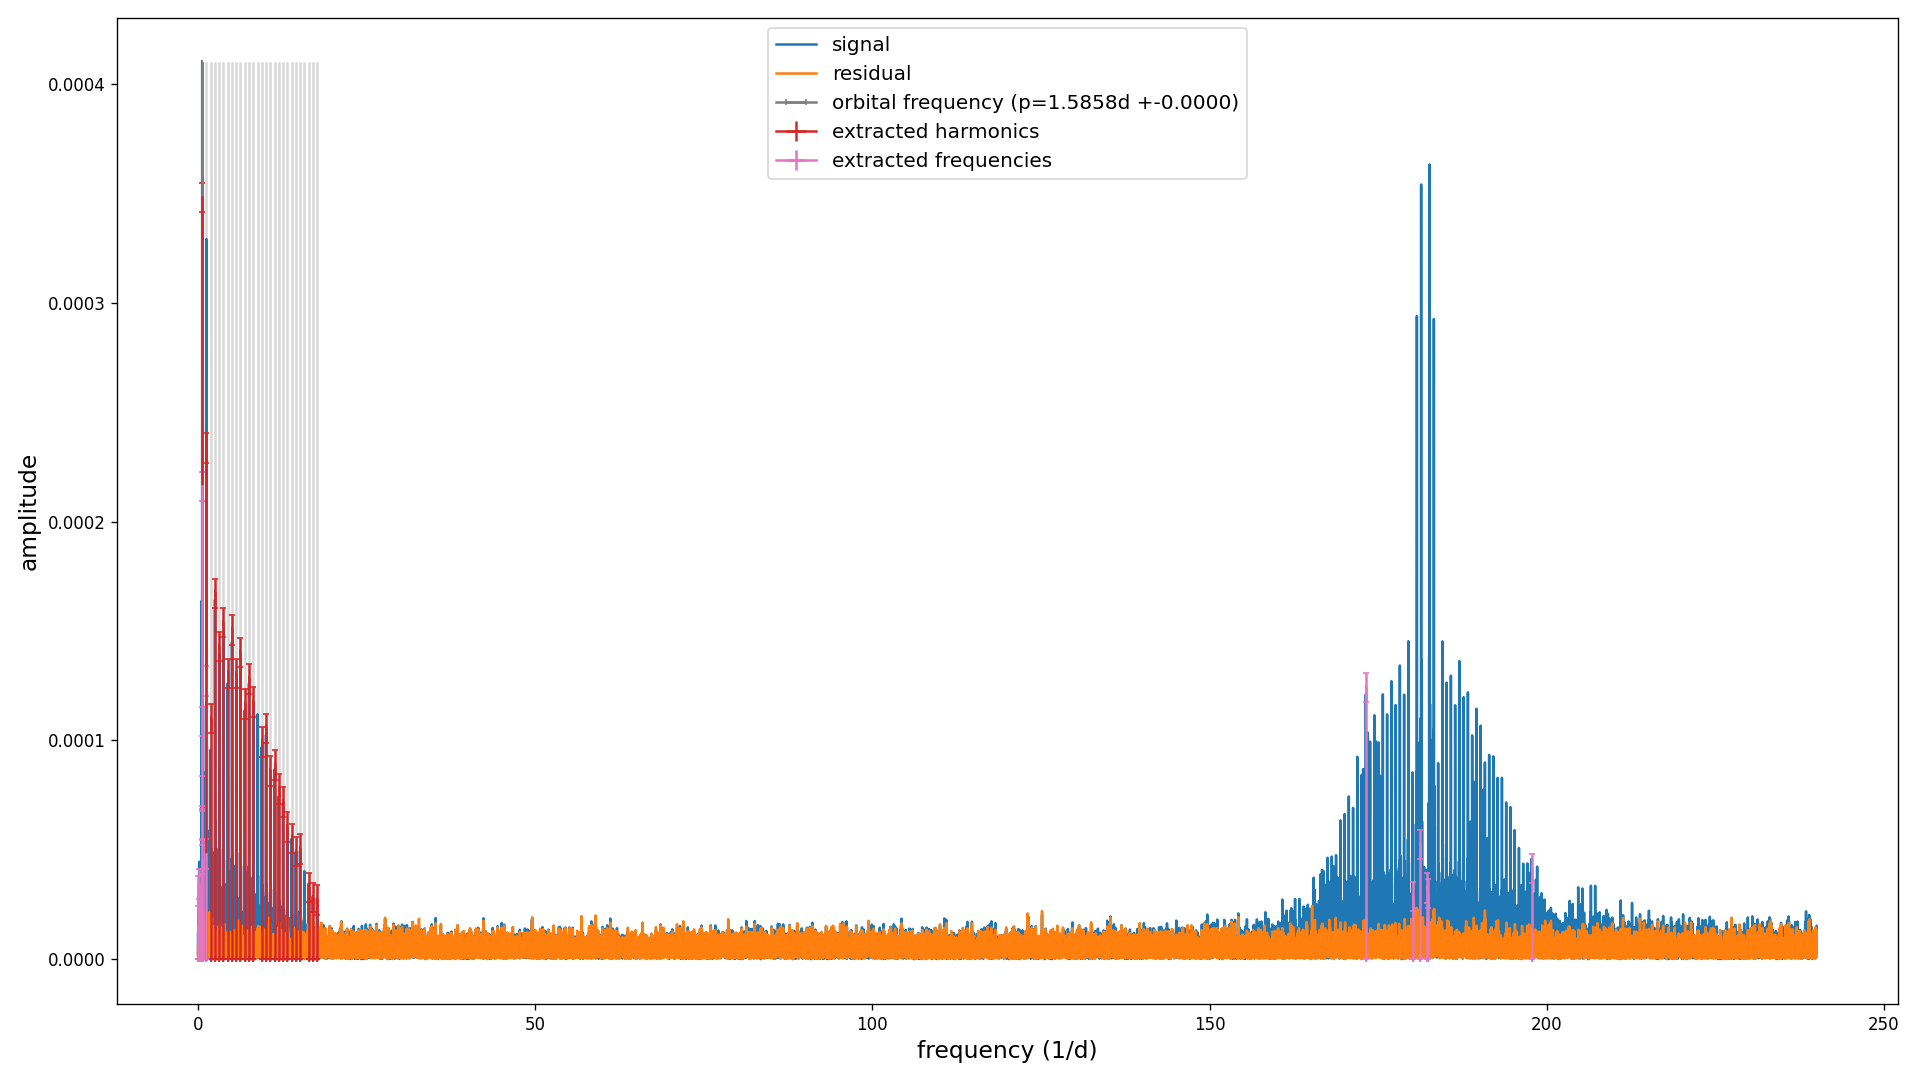 signal
residual
orbital frequency (p=1.5858d +-0.0000)
extracted harmonics
extracted frequencies
0.0004
0.0003
0.0002
0.0001
0.0000
amplitude
0
50
100
150
200
250
frequency (1/d)